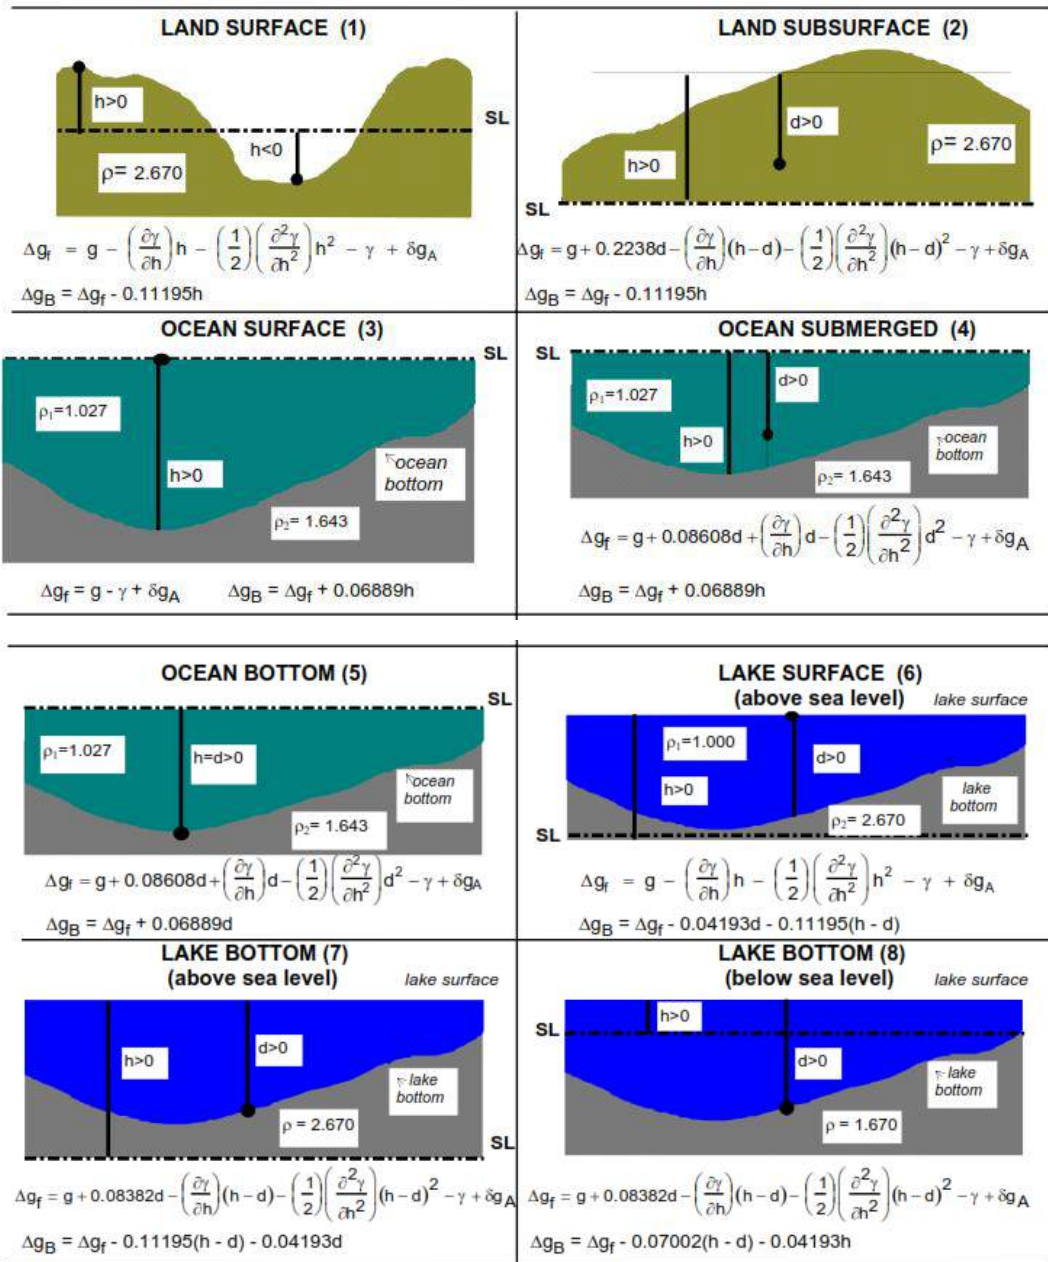 LAND SURFACE (1)
h>0
SL
h<0
ρ= 2.670
Δg_f = g − (∂γ/∂h)h − (1/2)(∂²γ/∂h²)h² − γ + δg_A
Δg_B = Δg_f - 0.11195h
LAND SUBSURFACE (2)
d>0
h>0
ρ= 2.670
SL
Δg_f = g + 0.2238d − (∂γ/∂h)(h−d) − (1/2)(∂²γ/∂h²)(h−d)² − γ + δg_A
Δg_B = Δg_f - 0.11195h
OCEAN SURFACE (3)
SL
ρ₁=1.027
h>0
ocean
bottom
ρ₂= 1.643
Δg_f = g - γ + δg_A
Δg_B = Δg_f + 0.06889h
OCEAN SUBMERGED (4)
SL
d>0
ρ₁=1.027
h>0
ocean
bottom
ρ₂ = 1.643
Δg_f = g + 0.08608d + (∂γ/∂h)d − (1/2)(∂²γ/∂h²)d² − γ + δg_A
Δg_B = Δg_f + 0.06889h
OCEAN BOTTOM (5)
SL
ρ₁=1.027
h=d>0
ocean
bottom
ρ₂= 1.643
Δg_f = g + 0.08608d + (∂γ/∂h)d − (1/2)(∂²γ/∂h²)d² − γ + δg_A
Δg_B = Δg_f + 0.06889d
LAKE SURFACE (6)
(above sea level)
lake surface
ρ₁=1.000
d>0
h>0
lake
bottom
ρ₂= 2.670
SL
Δg_f = g − (∂γ/∂h)h − (1/2)(∂²γ/∂h²)h² − γ + δg_A
Δg_B = Δg_f - 0.04193d - 0.11195(h - d)
LAKE BOTTOM (7)
(above sea level)
lake surface
h>0
d>0
lake
bottom
ρ = 2.670
SL
Δg_f = g + 0.08382d − (∂γ/∂h)(h−d) − (1/2)(∂²γ/∂h²)(h−d)² − γ + δg_A
Δg_B = Δg_f - 0.11195(h - d) - 0.04193d
LAKE BOTTOM (8)
(below sea level)
lake surface
h>0
SL
d>0
lake
bottom
ρ = 1.670
Δg_f = g + 0.08382d − (∂γ/∂h)(h−d) − (1/2)(∂²γ/∂h²)(h−d)² − γ + δg_A
Δg_B = Δg_f - 0.07002(h - d) - 0.04193h